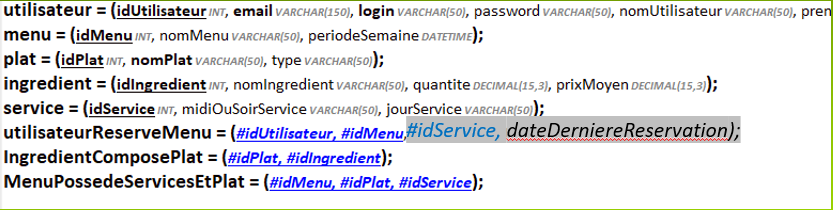 utilisateur = (idUtilisateur INT, email VARCHAR(150), login VARCHAR(50), password VARCHAR(50), nomUtilisateur VARCHAR(50), pren
menu = (idMenu INT, nomMenu VARCHAR(50), periodeSemaine DATETIME);
plat = (idPlat INT, nomPlat VARCHAR(50), type VARCHAR(50));
ingredient = (idIngredient INT, nomIngredient VARCHAR(50), quantite DECIMAL(15,3), prixMoyen DECIMAL(15,3));
service = (idService INT, midiOuSoirService VARCHAR(50), jourService VARCHAR(50));
utilisateurReserveMenu = (#idUtilisateur, #idMenu,#idService, dateDerniereReservation);
IngredientComposePlat = (#idPlat, #idIngredient);
MenuPossedeServicesEtPlat = (#idMenu, #idPlat, #idService);